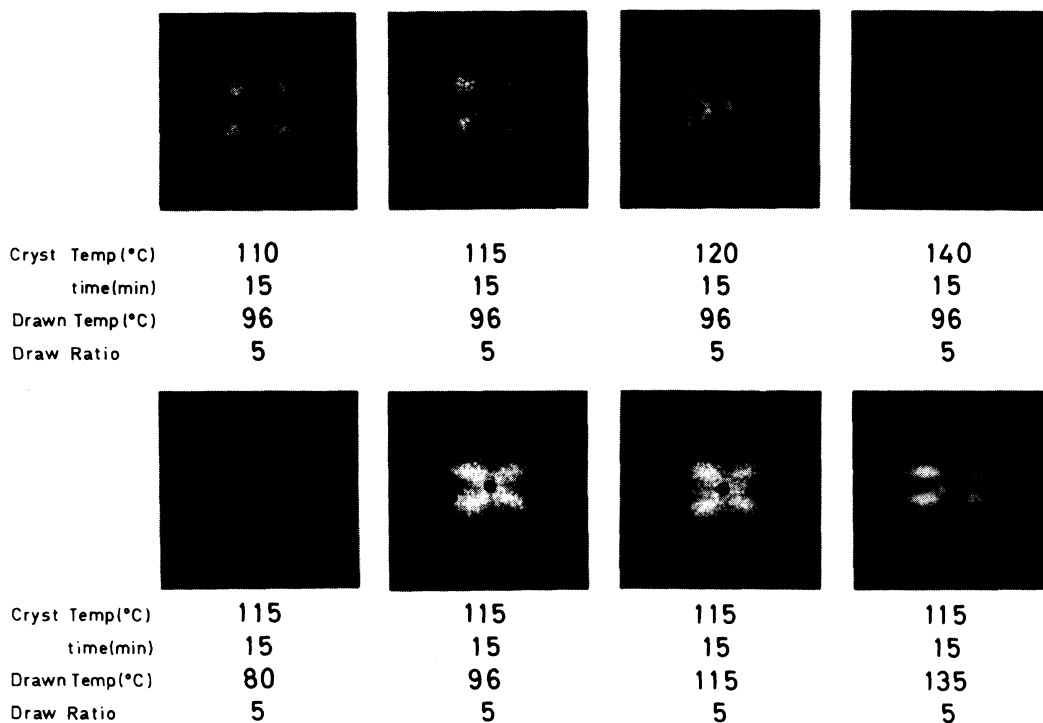 Cryst Temp(°C) 110 115 120 140
time(min) 15 15 15 15
Drawn Temp(°C) 96 96 96 96
Draw Ratio 5 5 5 5
Cryst Temp(°C) 115 115 115 115
time(min) 15 15 15 15
Drawn Temp(°C) 80 96 115 135
Draw Ratio 5 5 5 5